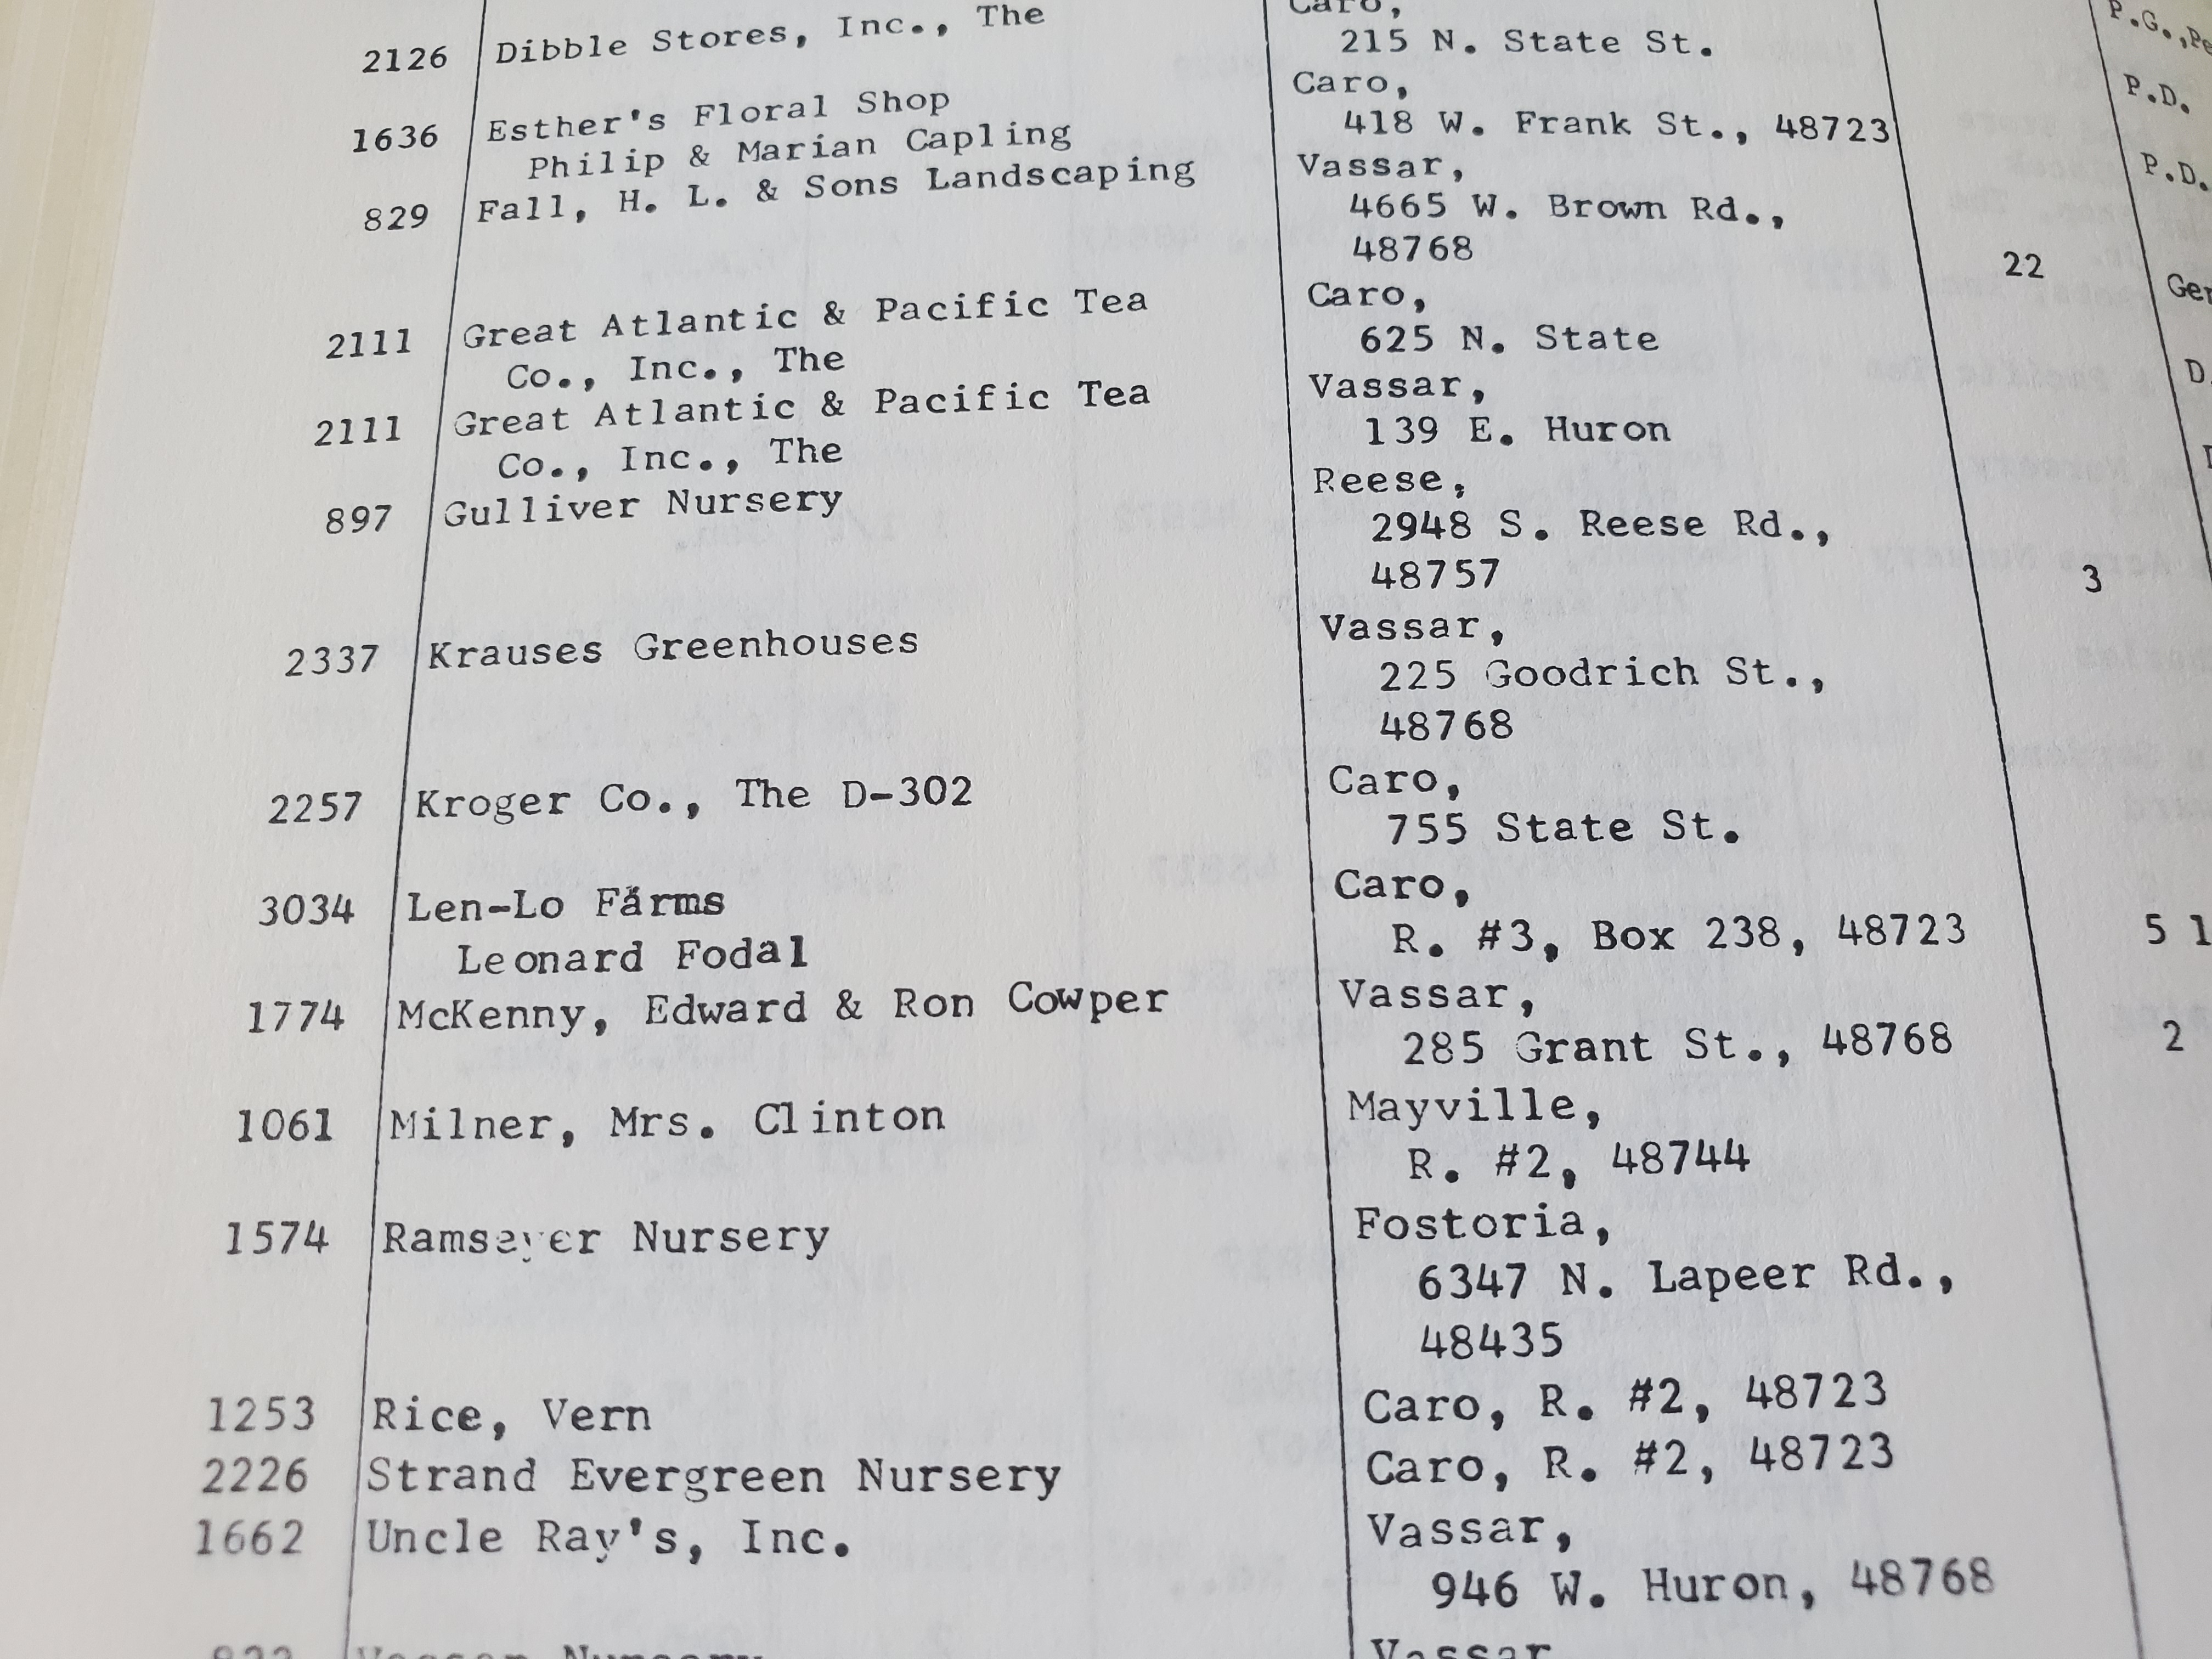 Caro,
2126 Dibble Stores, Inc., The 215 N. State St. P.G.,
Caro, P.D.
1636 Esther's Floral Shop 418 W. Frank St., 48723
Philip & Marian Capling Vassar, P.D.
829 Fall, H. L. & Sons Landscaping 4665 W. Brown Rd.,
48768 22
2111 Great Atlantic & Pacific Tea Caro,
Co., Inc., The 625 N. State
2111 Great Atlantic & Pacific Tea Vassar,
Co., Inc., The 139 E. Huron
897 Gulliver Nursery Reese,
2948 S. Reese Rd.,
48757 3
2337 Krauses Greenhouses Vassar,
225 Goodrich St.,
48768
2257 Kroger Co., The D-302 Caro,
755 State St.
3034 Len-Lo Farms Caro,
Leonard Fodal R. #3, Box 238, 48723 5 1
1774 McKenny, Edward & Ron Cowper Vassar,
285 Grant St., 48768 2
1061 Milner, Mrs. Clinton Mayville,
R. #2, 48744
1574 Ramseyer Nursery Fostoria,
6347 N. Lapeer Rd.,
48435
1253 Rice, Vern Caro, R. #2, 48723
2226 Strand Evergreen Nursery Caro, R. #2, 48723
1662 Uncle Ray's, Inc. Vassar,
946 W. Huron, 48768
Vassar Nursery Vassar